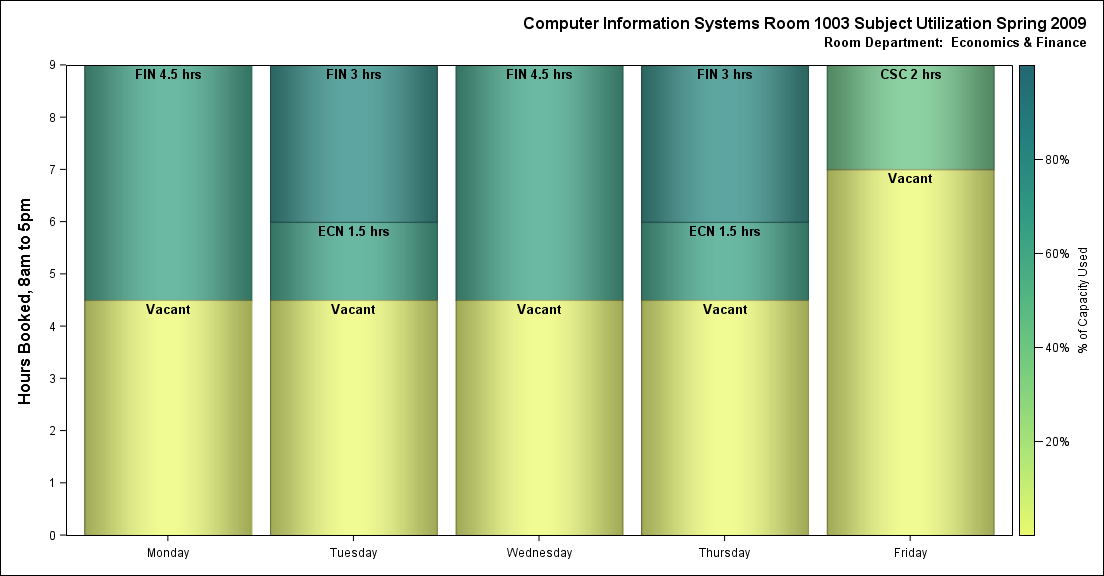 Computer Information Systems Room 1003 Subject Utilization Spring 2009
Room Department: Economics & Finance
Hours Booked, 8am to 5pm
9
8
7
6
5
4
3
2
1
0
FIN 4.5 hrs
Vacant
FIN 3 hrs
ECN 1.5 hrs
Vacant
FIN 4.5 hrs
Vacant
FIN 3 hrs
ECN 1.5 hrs
Vacant
CSC 2 hrs
Vacant
Monday
Tuesday
Wednesday
Thursday
Friday
80%
60%
40%
20%
% of Capacity Used